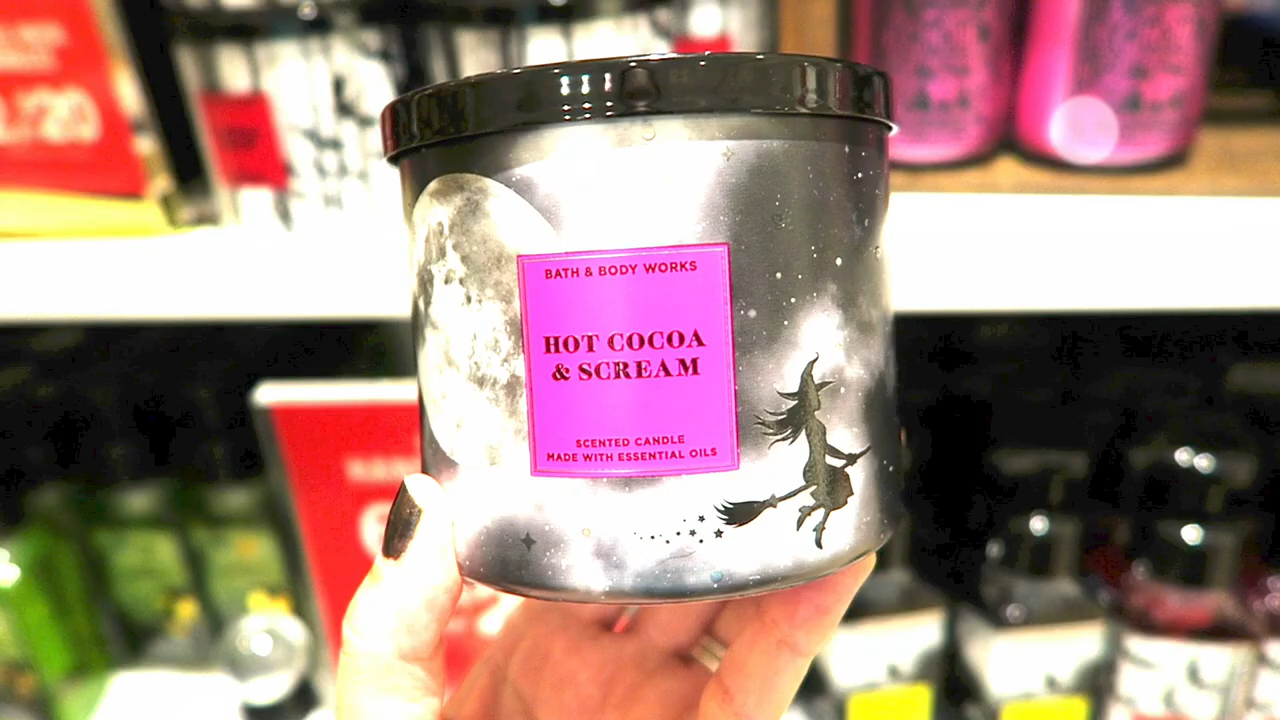 BATH & BODY WORKS
HOT COCOA
& SCREAM
SCENTED CANDLE
MADE WITH ESSENTIAL OILS